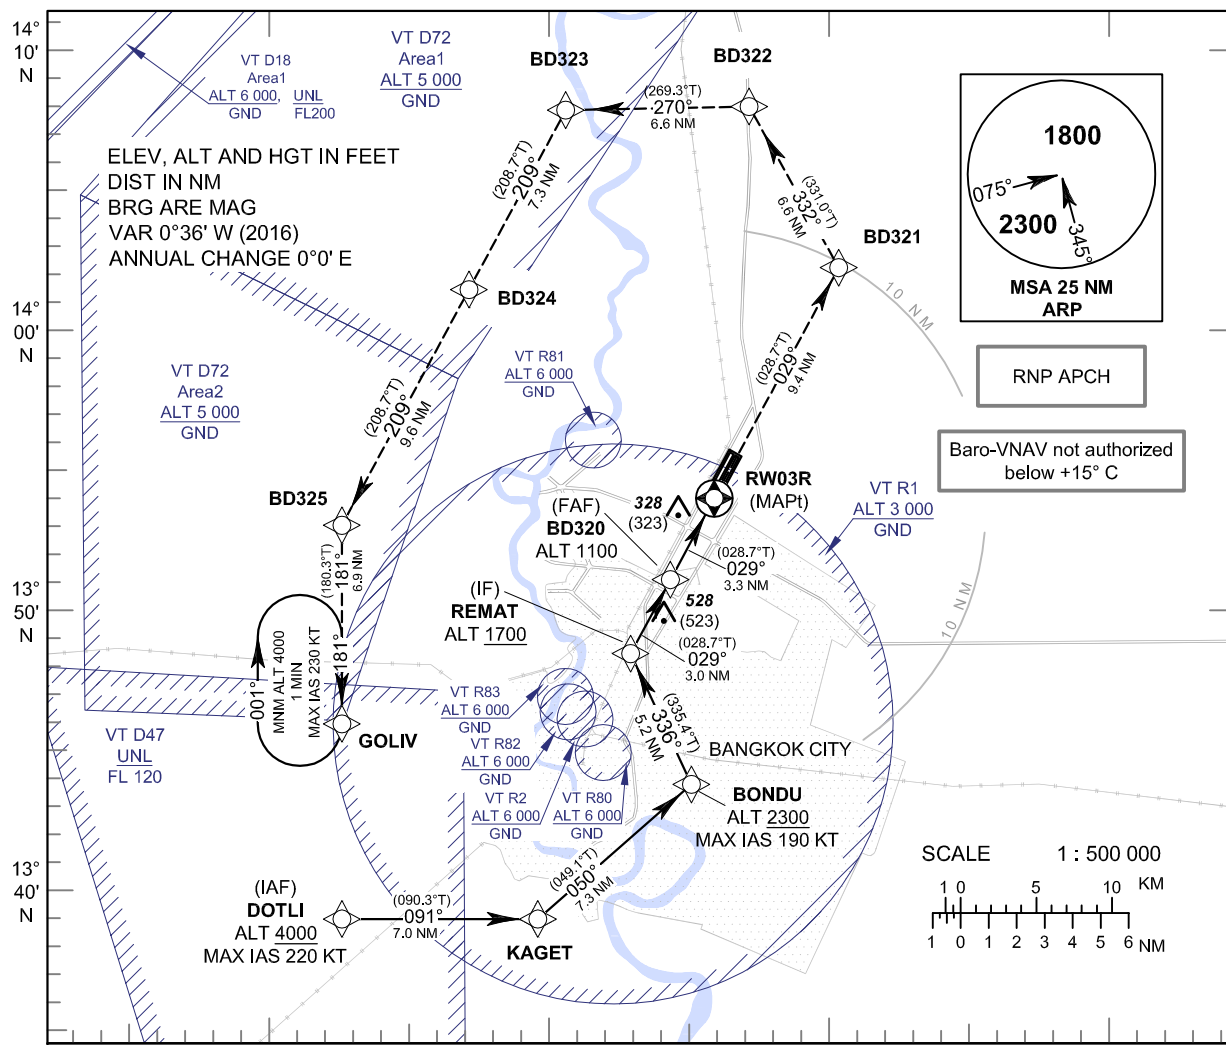 14°
10'
N
14°
00'
N
13°
50'
N
13°
40'
N
VT D18
Area1
ALT 6 000,
GND
UNL
FL200
VT D72
Area1
ALT 5 000
GND
BD323
BD322
(269.3°T)
270°
6.6 NM
ELEV, ALT AND HGT IN FEET
DIST IN NM
BRG ARE MAG
VAR 0°36' W (2016)
ANNUAL CHANGE 0°0' E
(208.7°T)
209°
7.3 NM
(331.0°T)
332°
6.6 NM
BD321
BD324
1800
075°
2300
345°
MSA 25 NM
ARP
10 NM
RNP APCH
Baro-VNAV not authorized
below +15° C
VT R81
ALT 6 000
GND
VT D72
Area2
ALT 5 000
GND
(208.7°T)
209°
9.6 NM
(028.7°T)
029°
9.4 NM
BD325
RW03R
(MAPt)
328
(323)
(FAF)
BD320
ALT 1100
VT R1
ALT 3 000
GND
(028.7°T)
029°
3.3 NM
(180.3°T)
181°
6.9 NM
(IF)
REMAT
ALT 1700
528
(523)
(028.7°T)
029°
3.0 NM
10 NM
001°
MNM ALT 4000
1 MIN
MAX IAS 230 KT
181°
GOLIV
VT D47
UNL
FL 120
VT R83
ALT 6 000
GND
VT R82
ALT 6 000
GND
VT R2
ALT 6 000
GND
VT R80
ALT 6 000
GND
(335.4°T)
336°
5.2 NM
BANGKOK CITY
BONDU
ALT 2300
MAX IAS 190 KT
(049.1°T)
050°
7.3 NM
(IAF)
DOTLI
ALT 4000
MAX IAS 220 KT
(090.3°T)
091°
7.0 NM
KAGET
SCALE 1 : 500 000
1 0 5 10 KM
1 0 1 2 3 4 5 6 NM